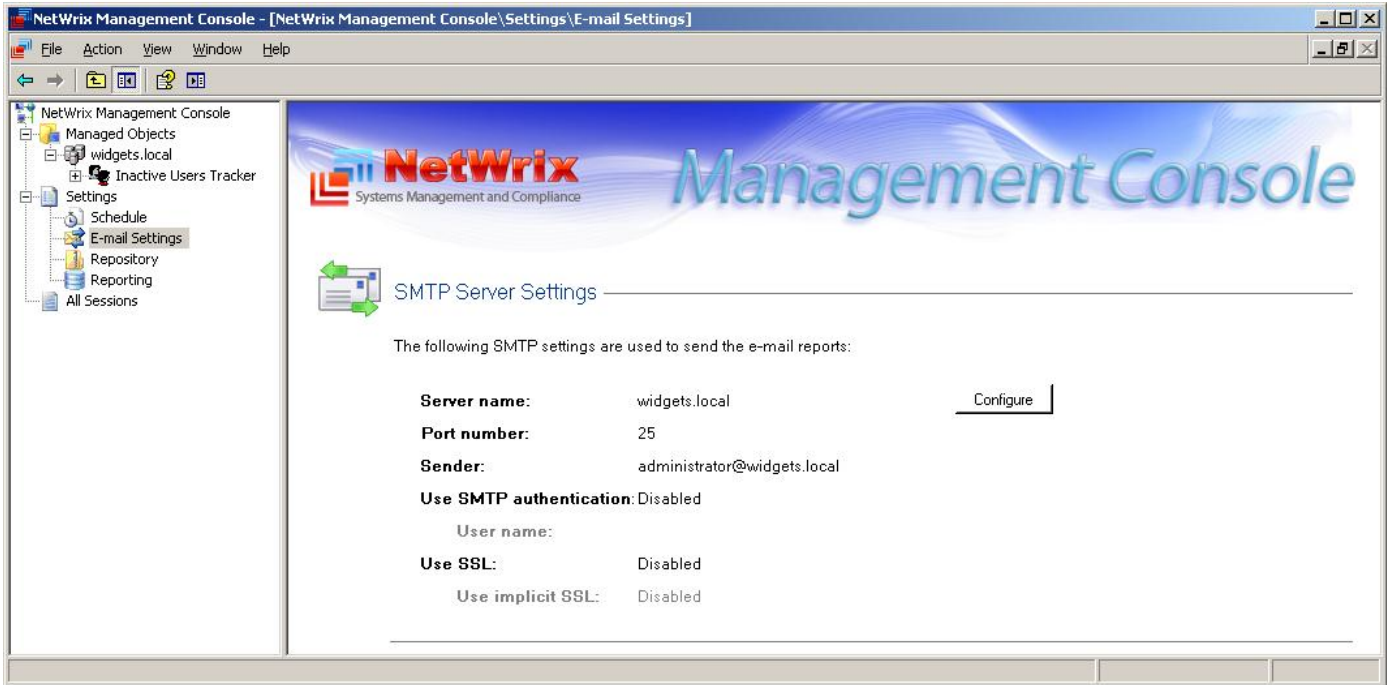 NetWrix Management Console - [NetWrix Management Console\Settings\E-mail Settings]
File Action View Window Help
NetWrix Management Console
Managed Objects
widgets.local
Inactive Users Tracker
Settings
Schedule
E-mail Settings
Repository
Reporting
All Sessions
NetWrix
Systems Management and Compliance
Management Console
SMTP Server Settings
The following SMTP settings are used to send the e-mail reports:
Server name: widgets.local Configure
Port number: 25
Sender: administrator@widgets.local
Use SMTP authentication: Disabled
User name:
Use SSL: Disabled
Use implicit SSL: Disabled